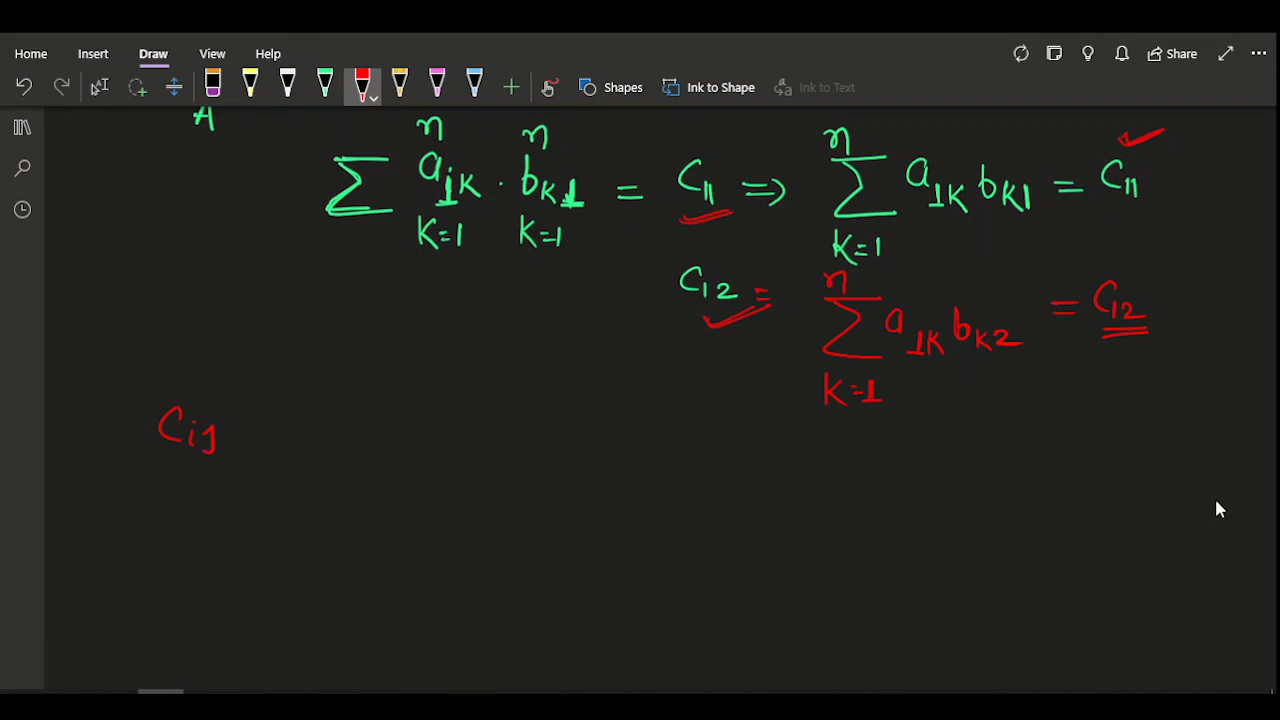 Home Insert Draw View Help Share
Shapes Ink to Shape Ink to Text
A
n n n
∑ a1K · bK1 = C11 ⇒ ∑ a1K bK1 = C11
K=1 K=1 K=1
C12 = n ∑ a1K bK2 = C12
K=1
Cij